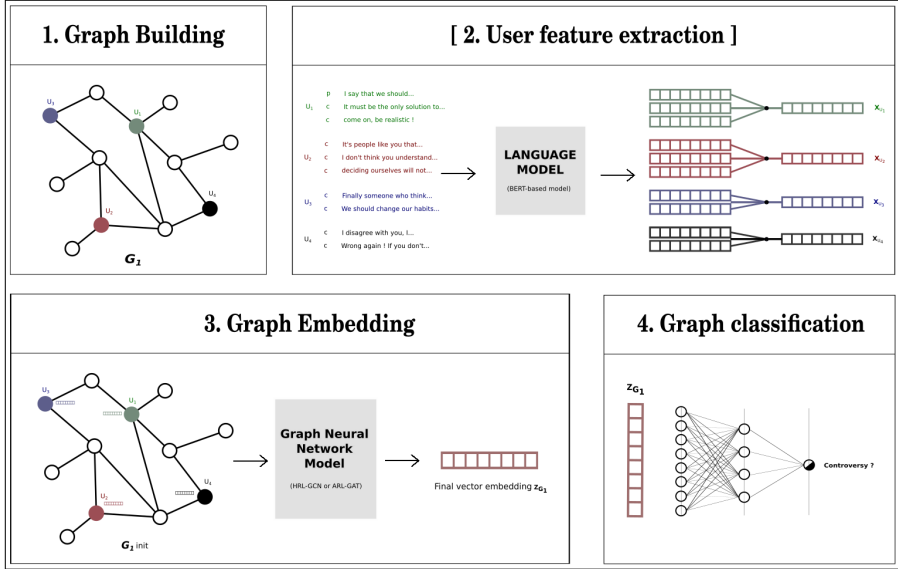 1. Graph Building
U3
U1
U4
U2
G1
[ 2. User feature extraction ]
p I say that we should...
U1 c It must be the only solution to...
c come on, be realistic !
c It's people like you that...
U2 c I don't think you understand...
c deciding ourselves will not...
c Finally someone who think...
U3 c We should change our habits...
c I disagree with you, I...
U4 c Wrong again ! If you don't...
LANGUAGE
MODEL
(BERT-based model)
Xu1
Xu2
Xu3
Xu4
3. Graph Embedding
U3
U1
U4
U2
G1 init
Graph Neural
Network
Model
(HRL-GCN or ARL-GAT)
Final vector embedding zG1
4. Graph classification
zG1
Controversy ?